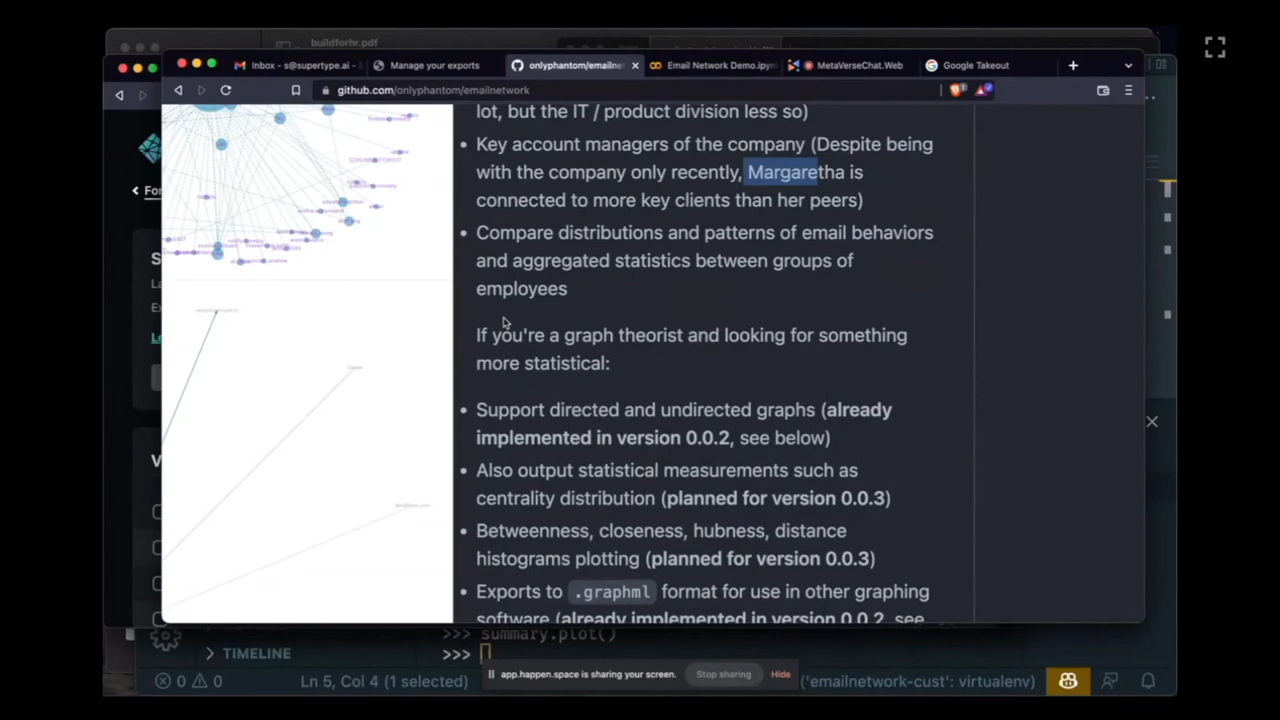 buildforhr.pdf
Inbox - s@supertype.ai -
Manage your exports
onlyphantom/emailne
Email Network Demo.ipyn
MetaVerseChat.Web
Google Takeout
github.com/onlyphantom/emailnetwork
lot, but the IT / product division less so)
Key account managers of the company (Despite being
with the company only recently, Margaretha is
connected to more key clients than her peers)
Compare distributions and patterns of email behaviors
and aggregated statistics between groups of
employees
If you're a graph theorist and looking for something
more statistical:
Support directed and undirected graphs (already
implemented in version 0.0.2, see below)
Also output statistical measurements such as
centrality distribution (planned for version 0.0.3)
Betweenness, closeness, hubness, distance
histograms plotting (planned for version 0.0.3)
Exports to .graphml format for use in other graphing
software (already implemented in version 0.0.2, see
Fo
>>> summary.plot()
> TIMELINE
>>>
app.happen.space is sharing your screen.
Stop sharing
Hide
0 0
Ln 5, Col 4 (1 selected)
('emailnetwork-cust': virtualenv)